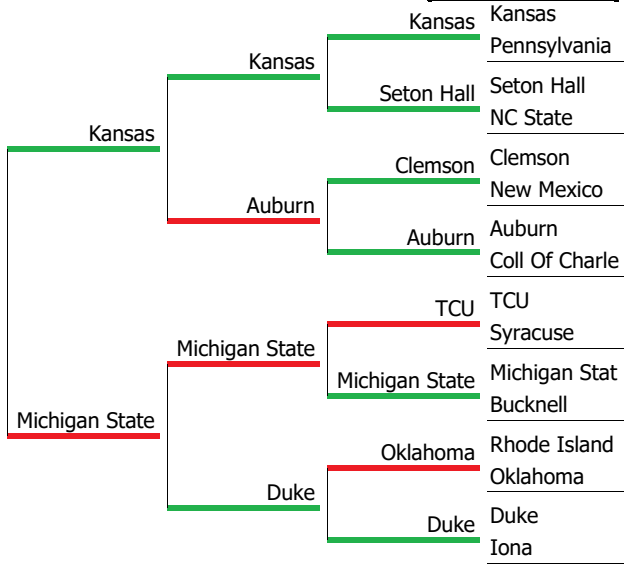 Kansas
Kansas
Pennsylvania
Kansas
Seton Hall
Seton Hall
NC State
Kansas
Clemson
Clemson
New Mexico
Auburn
Auburn
Auburn
Coll Of Charle
TCU
TCU
Syracuse
Michigan State
Michigan State
Michigan Stat
Bucknell
Michigan State
Oklahoma
Rhode Island
Oklahoma
Duke
Duke
Duke
Iona